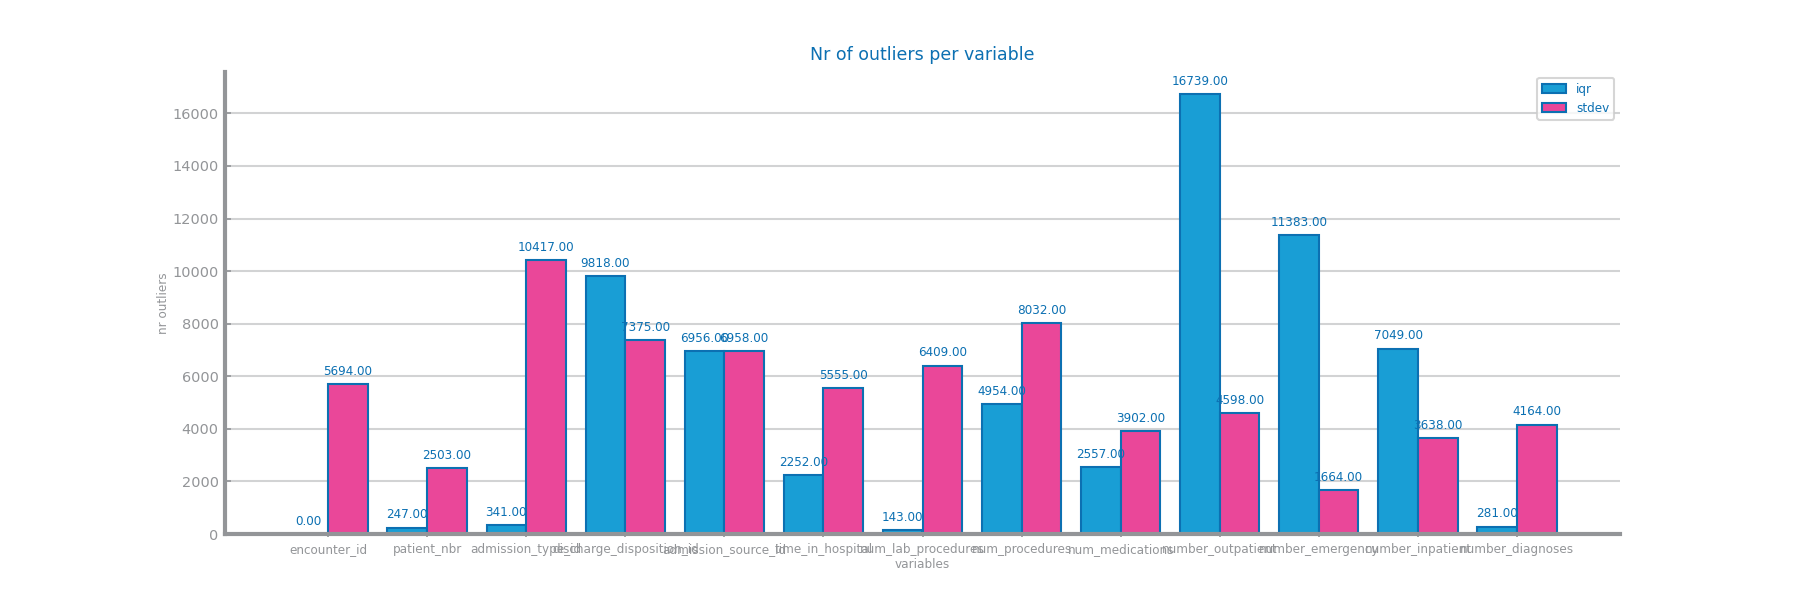 Nr of outliers per variable
iqr
stdev
nr outliers
16000
14000
12000
10000
8000
6000
4000
2000
0
0.00
5694.00
247.00
2503.00
341.00
10417.00
9818.00
7375.00
6956.00
6958.00
2252.00
5555.00
143.00
6409.00
4954.00
8032.00
2557.00
3902.00
16739.00
4598.00
11383.00
1664.00
7049.00
3638.00
281.00
4164.00
encounter_id
patient_nbr
admission_type_id
discharge_disposition_id
admission_source_id
time_in_hospital
num_lab_procedures
num_procedures
num_medications
number_outpatient
number_emergency
number_inpatient
number_diagnoses
variables